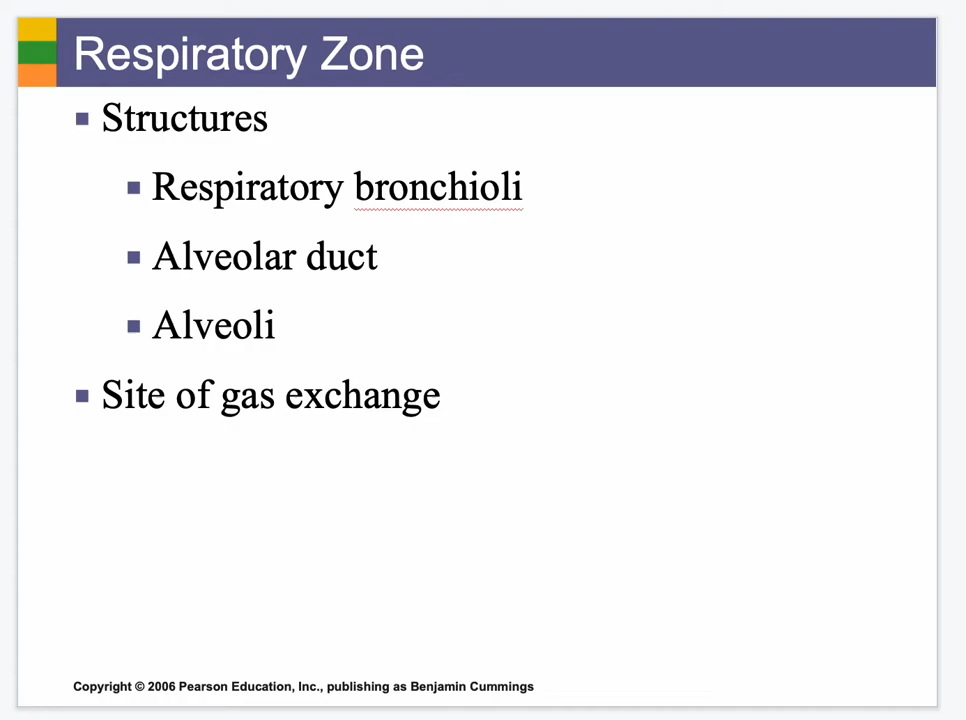 Respiratory Zone
Structures
Respiratory bronchioli
Alveolar duct
Alveoli
Site of gas exchange
Copyright © 2006 Pearson Education, Inc., publishing as Benjamin Cummings